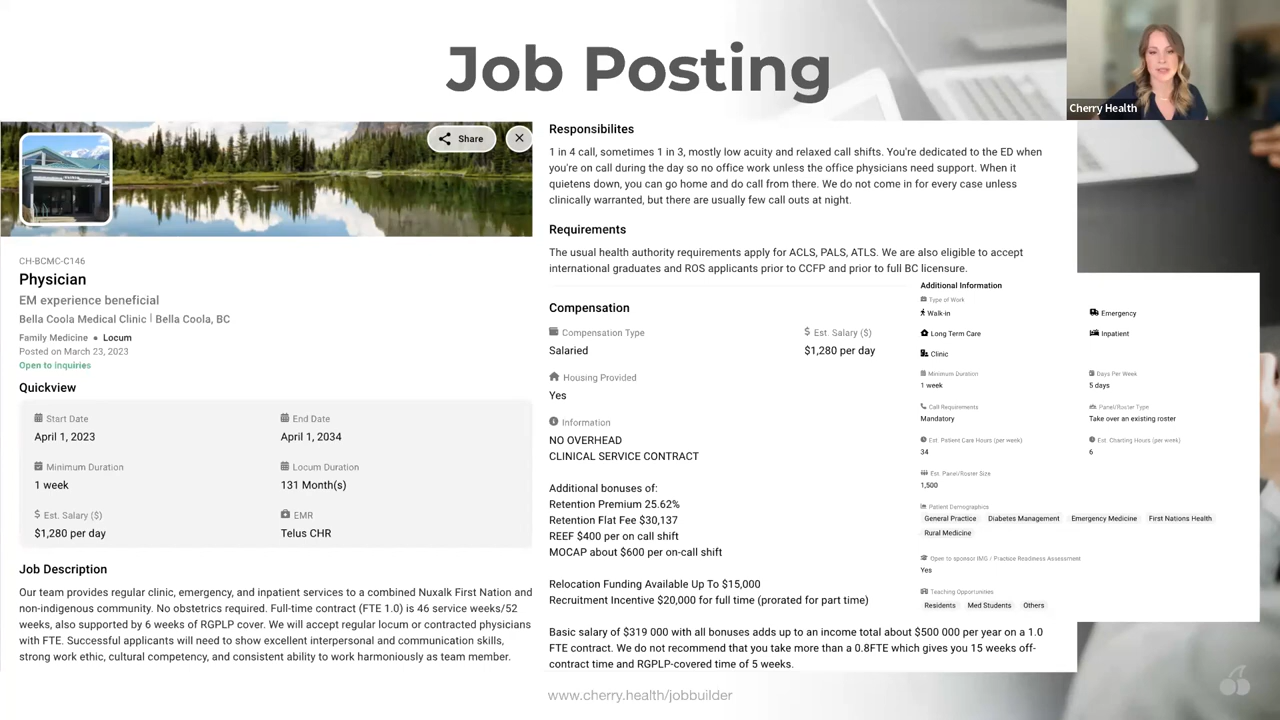 Job Posting
Cherry Health
Share
CH-BCMC-C146
Physician
EM experience beneficial
Bella Coola Medical Clinic | Bella Coola, BC
Family Medicine • Locum
Posted on March 23, 2023
Open to inquiries
Quickview
Start Date
April 1, 2023
End Date
April 1, 2034
Minimum Duration
1 week
Locum Duration
131 Month(s)
Est. Salary ($)
$1,280 per day
EMR
Telus CHR
Job Description
Our team provides regular clinic, emergency, and inpatient services to a combined Nuxalk First Nation and
non-indigenous community. No obstetrics required. Full-time contract (FTE 1.0) is 46 service weeks/52
weeks, also supported by 6 weeks of RGPLP cover. We will accept regular locum or contracted physicians
with FTE. Successful applicants will need to show excellent interpersonal and communication skills,
strong work ethic, cultural competency, and consistent ability to work harmoniously as team member.
Responsibilites
1 in 4 call, sometimes 1 in 3, mostly low acuity and relaxed call shifts. You're dedicated to the ED when
you're on call during the day so no office work unless the office physicians need support. When it
quietens down, you can go home and do call from there. We do not come in for every case unless
clinically warranted, but there are usually few call outs at night.
Requirements
The usual health authority requirements apply for ACLS, PALS, ATLS. We are also eligible to accept
international graduates and ROS applicants prior to CCFP and prior to full BC licensure.
Compensation
Compensation Type
Salaried
Est. Salary ($)
$1,280 per day
Housing Provided
Yes
Information
NO OVERHEAD
CLINICAL SERVICE CONTRACT
Additional bonuses of:
Retention Premium 25.62%
Retention Flat Fee $30,137
REEF $400 per on call shift
MOCAP about $600 per on-call shift
Relocation Funding Available Up To $15,000
Recruitment Incentive $20,000 for full time (prorated for part time)
Basic salary of $319 000 with all bonuses adds up to an income total about $500 000 per year on a 1.0
FTE contract. We do not recommend that you take more than a 0.8FTE which gives you 15 weeks off-
contract time and RGPLP-covered time of 5 weeks.
Additional Information
Type of Work
Walk-in
Emergency
Long Term Care
Inpatient
Clinic
Minimum Duration
1 week
Days Per Week
5 days
Call Requirements
Mandatory
Panel/Roster Type
Take over an existing roster
Est. Patient Care Hours (per week)
34
Est. Charting Hours (per week)
6
Est. Panel/Roster Size
1,500
Patient Demographics
General Practice Diabetes Management Emergency Medicine First Nations Health
Rural Medicine
Open to sponsor IMG / Practice Readiness Assessment
Yes
Teaching Opportunities
Residents Med Students Others
www.cherry.health/jobbuilder